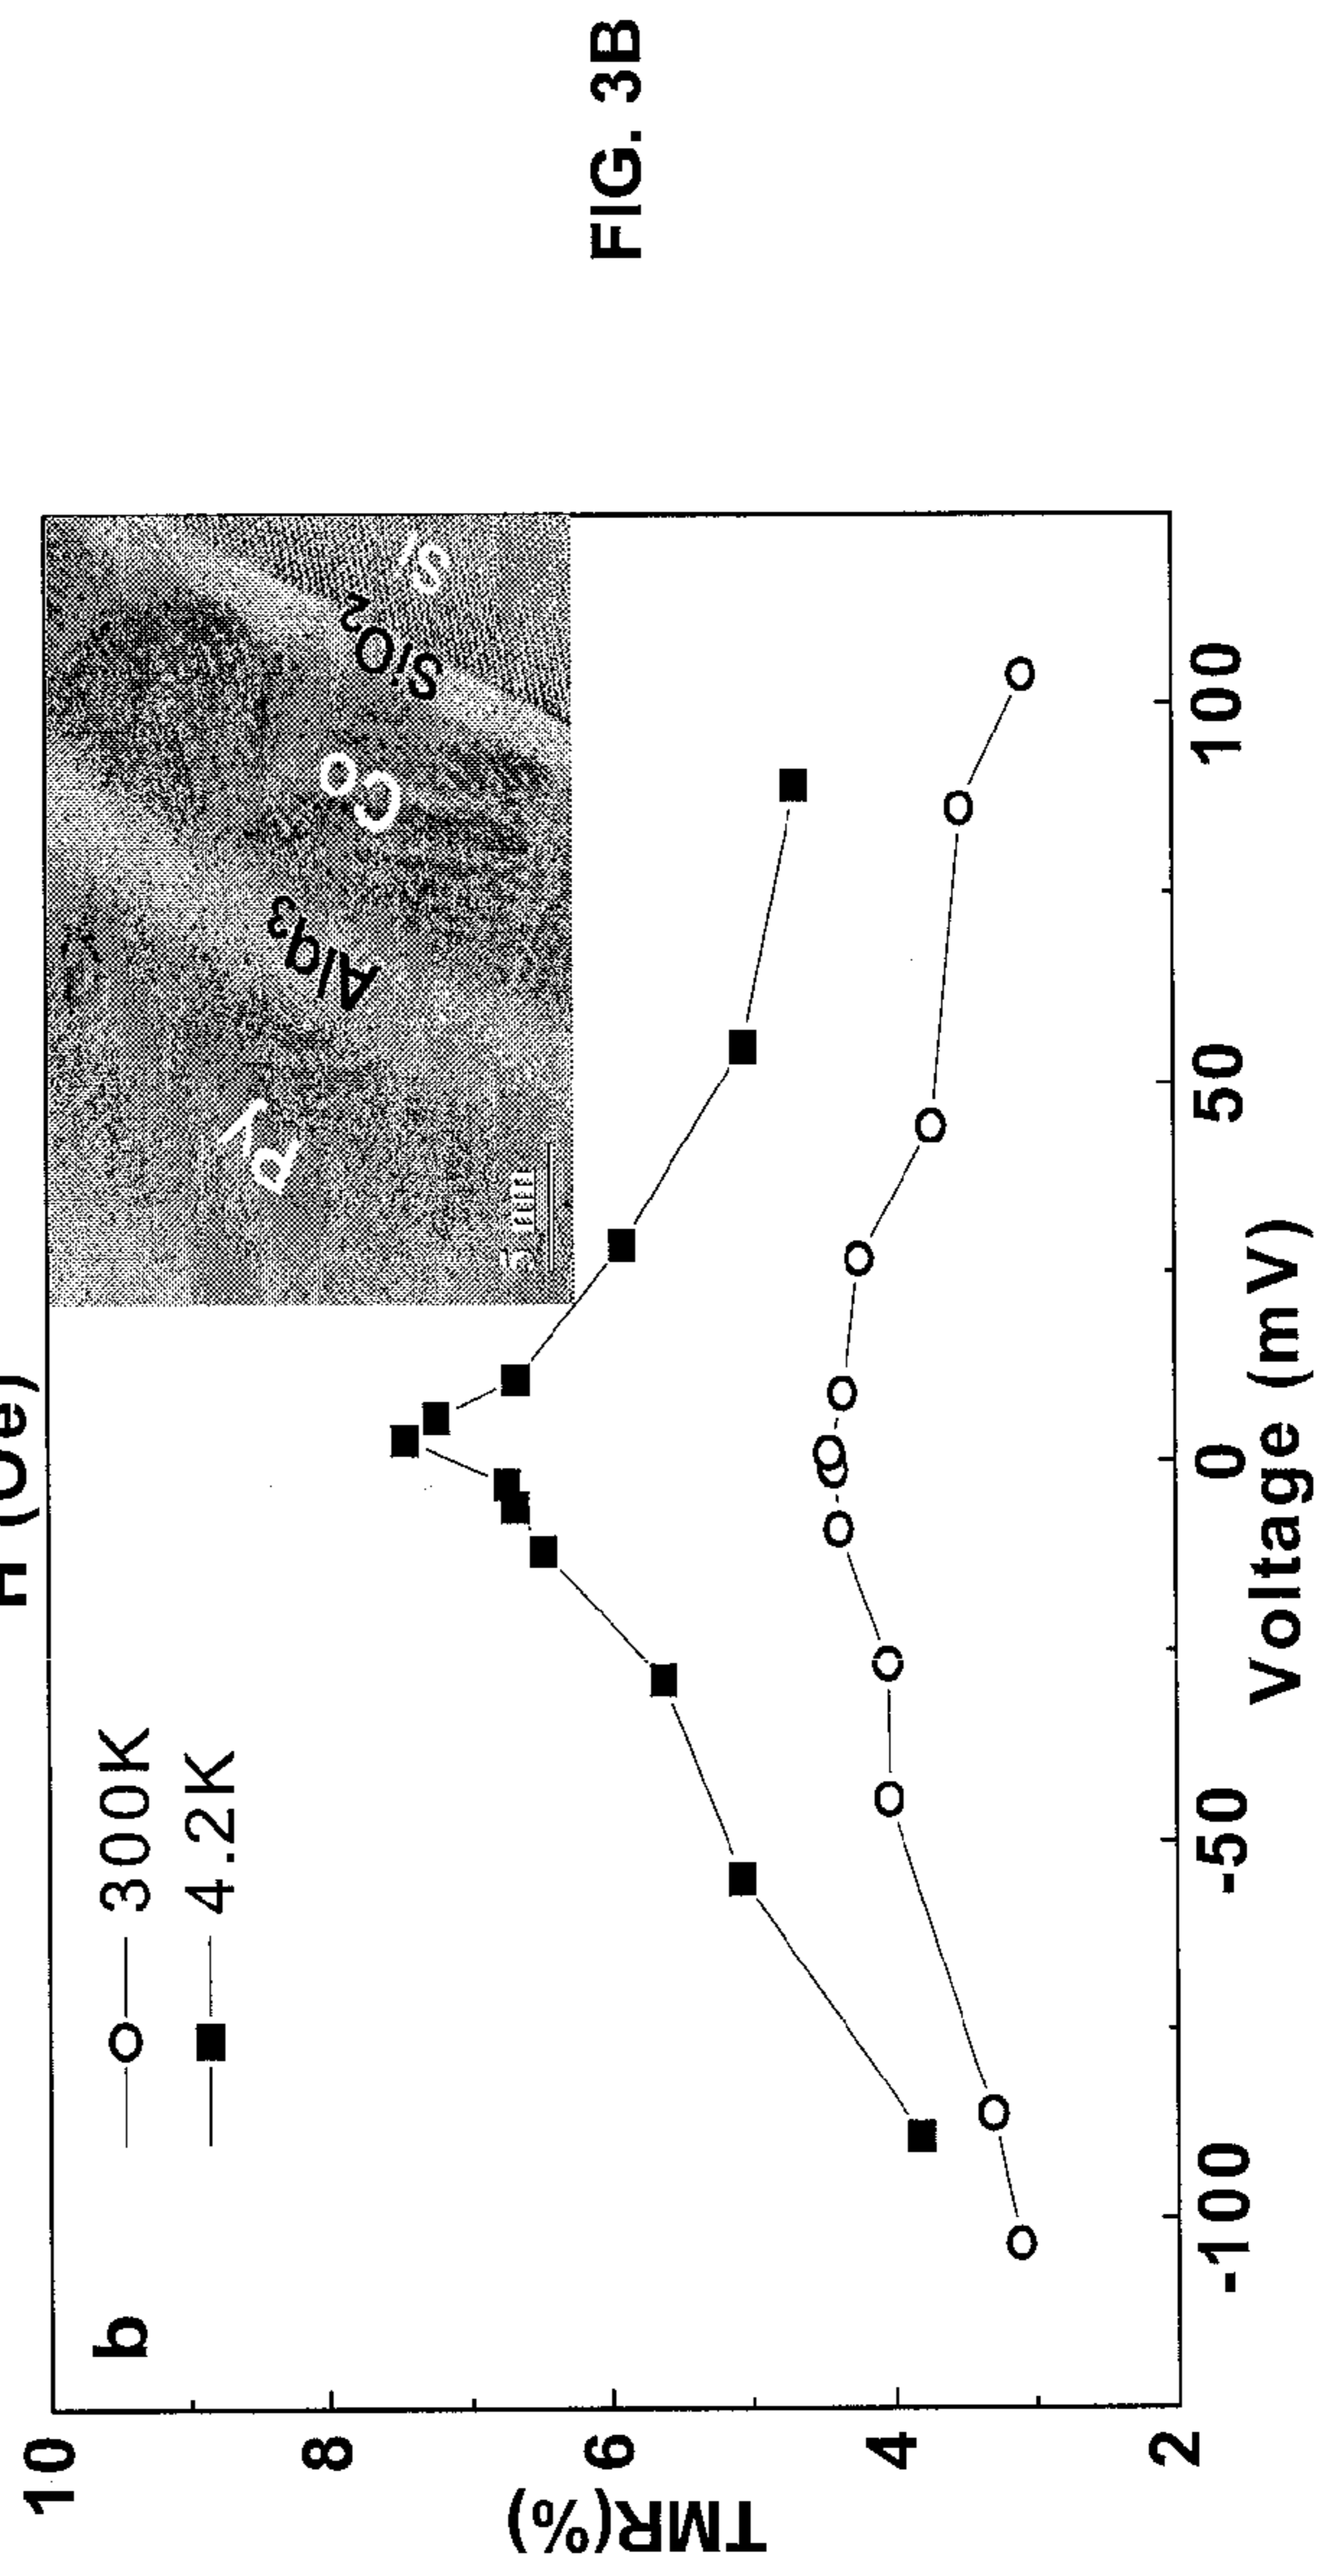 H (Oe)
10
8
6
4
2
TMR(%)
b
300K
4.2K
Py
Alq3
Co
SiO2
Si
5 nm
-100
-50
0
50
100
Voltage (mV)
FIG. 3B